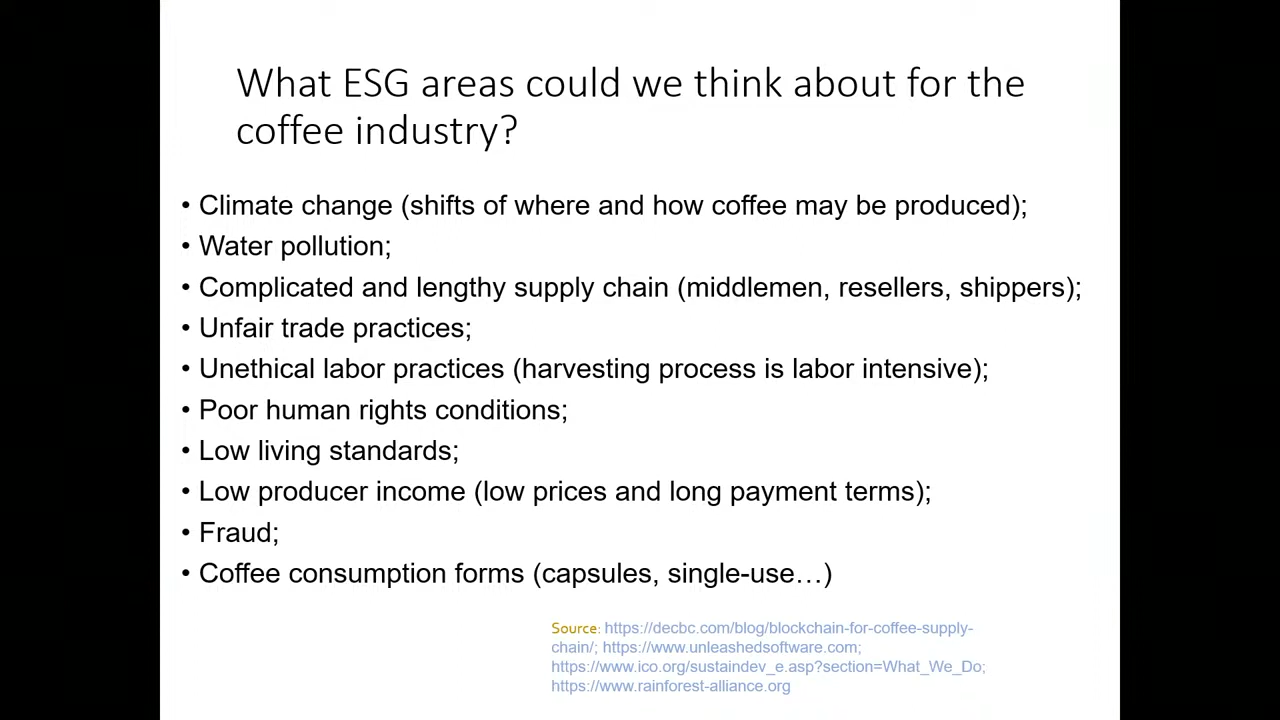 What ESG areas could we think about for the
coffee industry?
• Climate change (shifts of where and how coffee may be produced);
• Water pollution;
• Complicated and lengthy supply chain (middlemen, resellers, shippers);
• Unfair trade practices;
• Unethical labor practices (harvesting process is labor intensive);
• Poor human rights conditions;
• Low living standards;
• Low producer income (low prices and long payment terms);
• Fraud;
• Coffee consumption forms (capsules, single-use…)
Source: https://decbc.com/blog/blockchain-for-coffee-supply-
chain/; https://www.unleashedsoftware.com;
https://www.ico.org/sustaindev_e.asp?section=What_We_Do;
https://www.rainforest-alliance.org